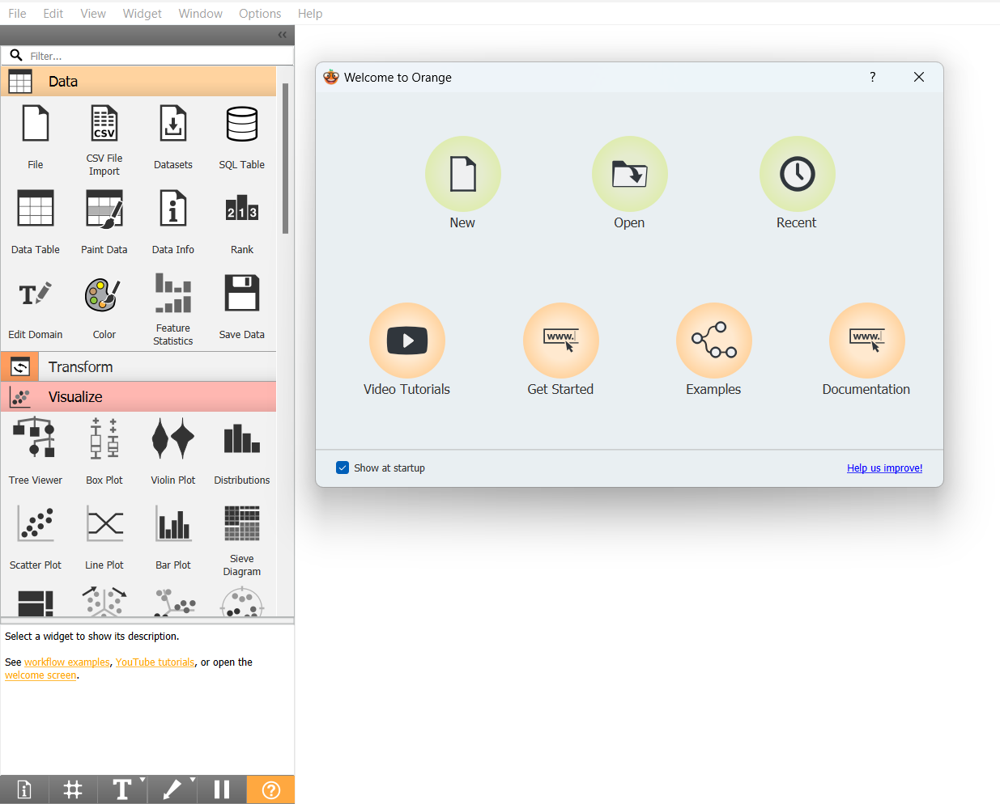 File Edit View Widget Window Options Help
Filter...
Data
File
CSV File
Import
Datasets
SQL Table
Data Table
Paint Data
Data Info
Rank
Edit Domain
Color
Feature
Statistics
Save Data
Transform
Visualize
Tree Viewer
Box Plot
Violin Plot
Distributions
Scatter Plot
Line Plot
Bar Plot
Sieve
Diagram
Select a widget to show its description.
See workflow examples, YouTube tutorials, or open the
welcome screen.
Welcome to Orange
New
Open
Recent
www.
www.
Video Tutorials
Get Started
Examples
Documentation
Show at startup
Help us improve!